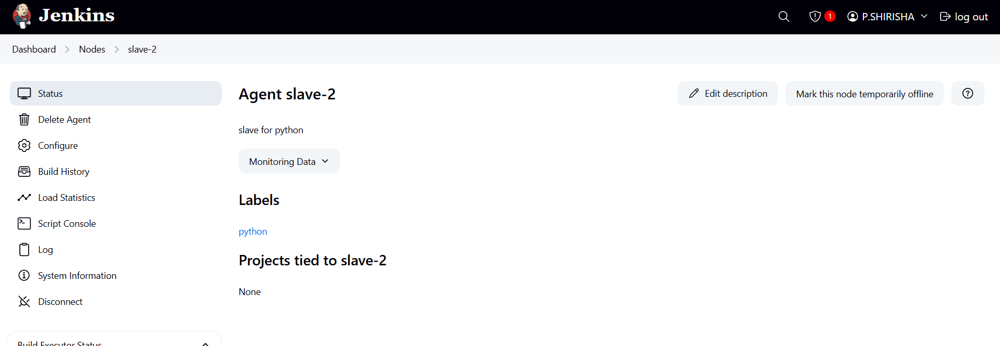 Jenkins
1
P.SHIRISHA
log out
Dashboard
Nodes
slave-2
Status
Delete Agent
Configure
Build History
Load Statistics
Script Console
Log
System Information
Disconnect
Build Executor Status
Agent slave-2
Edit description
Mark this node temporarily offline
slave for python
Monitoring Data
Labels
python
Projects tied to slave-2
None